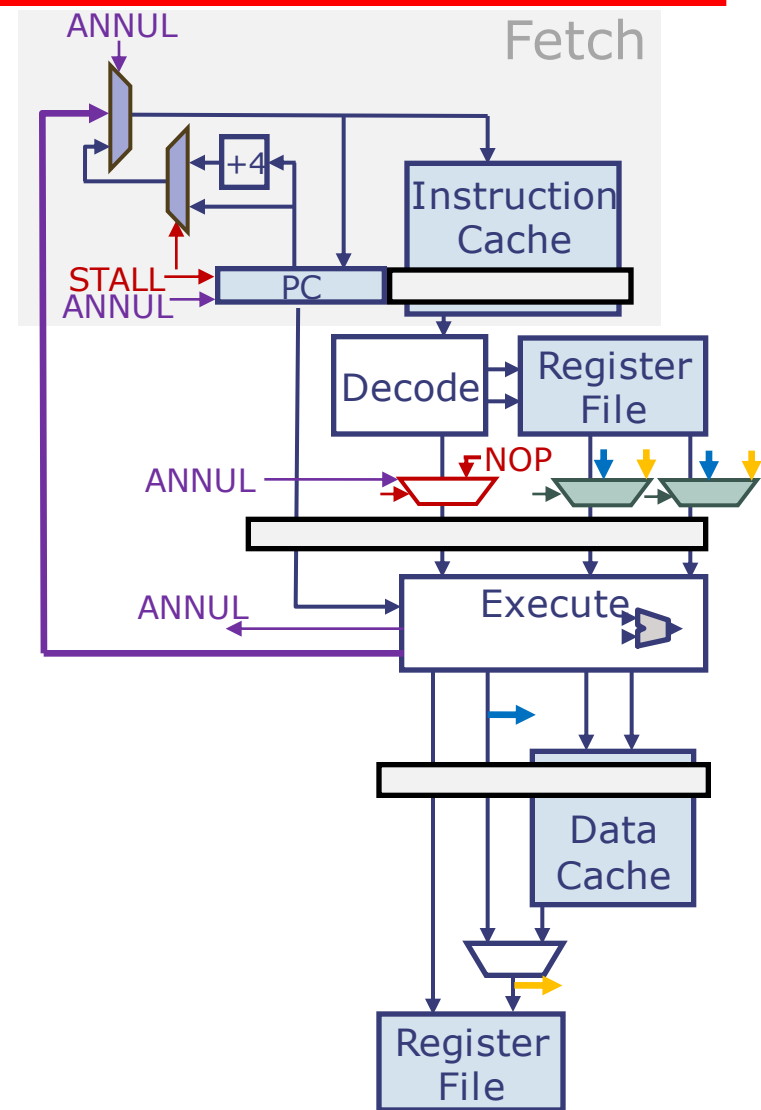 ANNUL
Fetch
+4
Instruction
Cache
STALL
ANNUL
PC
Decode
Register
File
NOP
ANNUL
Execute
ANNUL
Data
Cache
Register
File